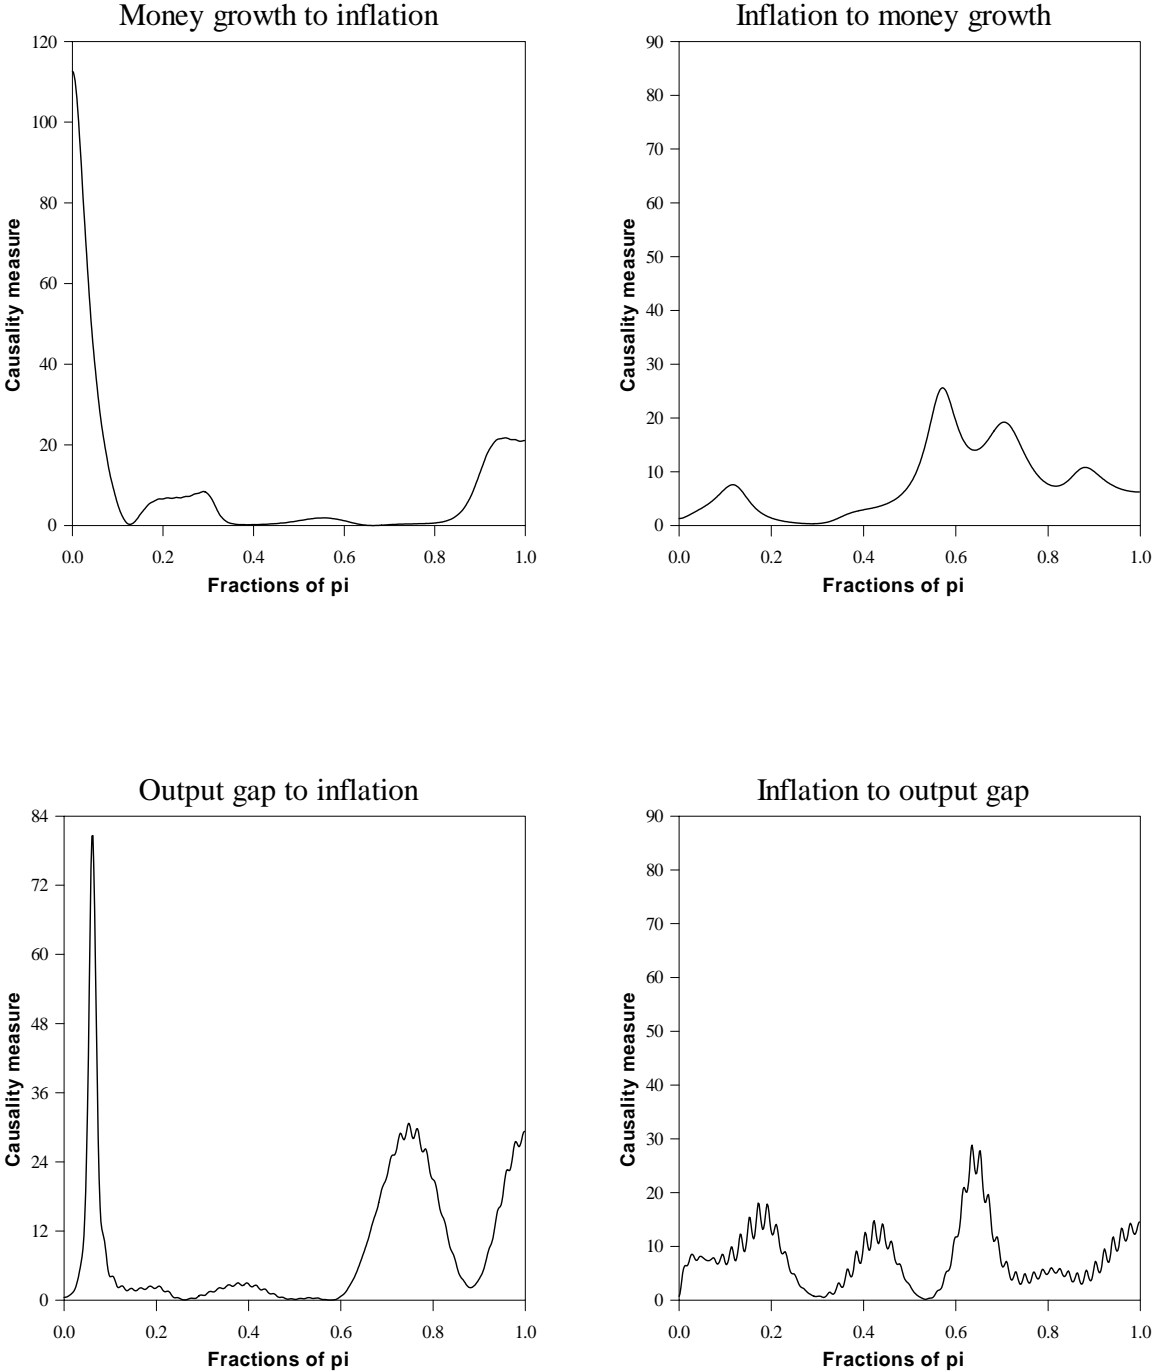 Money growth to inflation
120
100
80
60
40
20
0
Causality measure
0.0 0.2 0.4 0.6 0.8 1.0
Fractions of pi
Inflation to money growth
90
80
70
60
50
40
30
20
10
0
Causality measure
0.0 0.2 0.4 0.6 0.8 1.0
Fractions of pi
Output gap to inflation
84
72
60
48
36
24
12
0
Causality measure
0.0 0.2 0.4 0.6 0.8 1.0
Fractions of pi
Inflation to output gap
90
80
70
60
50
40
30
20
10
0
Causality measure
0.0 0.2 0.4 0.6 0.8 1.0
Fractions of pi